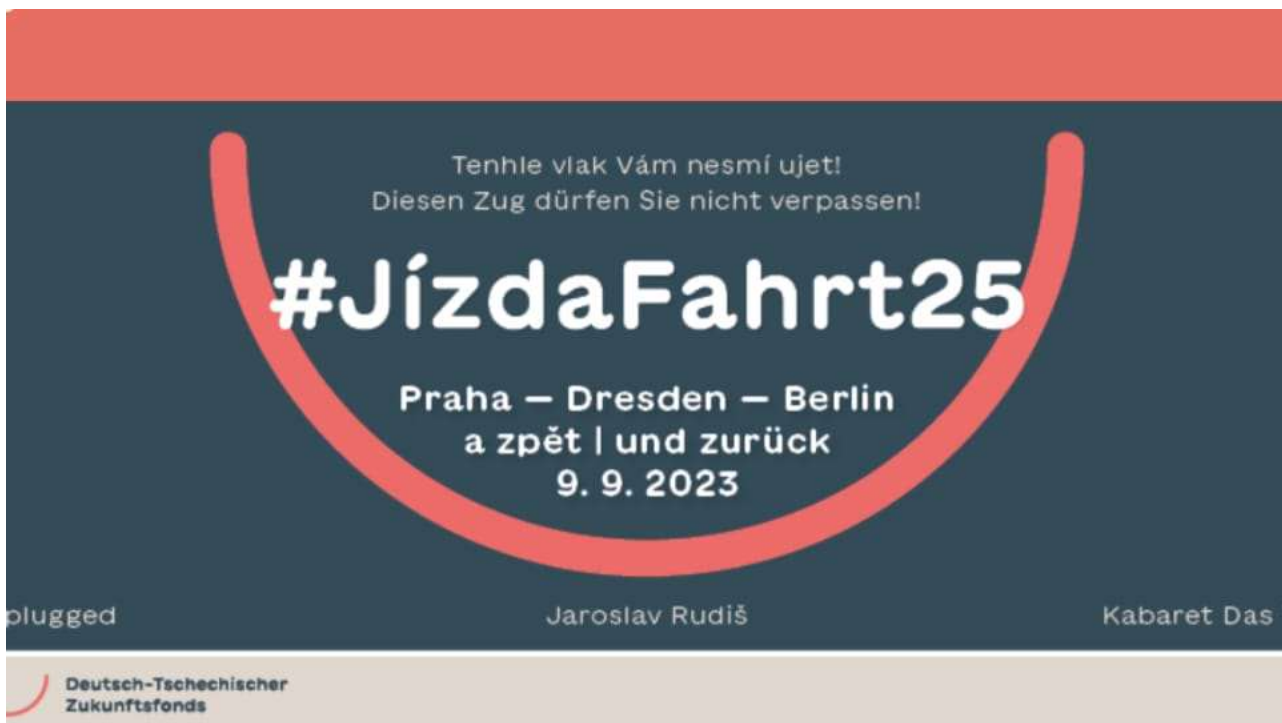 Tenhle vlak Vám nesmí ujet!
Diesen Zug dürfen Sie nicht verpassen!
#JízdaFahrt25
Praha — Dresden — Berlin
a zpět | und zurück
9. 9. 2023
plugged
Jaroslav Rudiš
Kabaret Das
Deutsch-Tschechischer
Zukunftsfonds